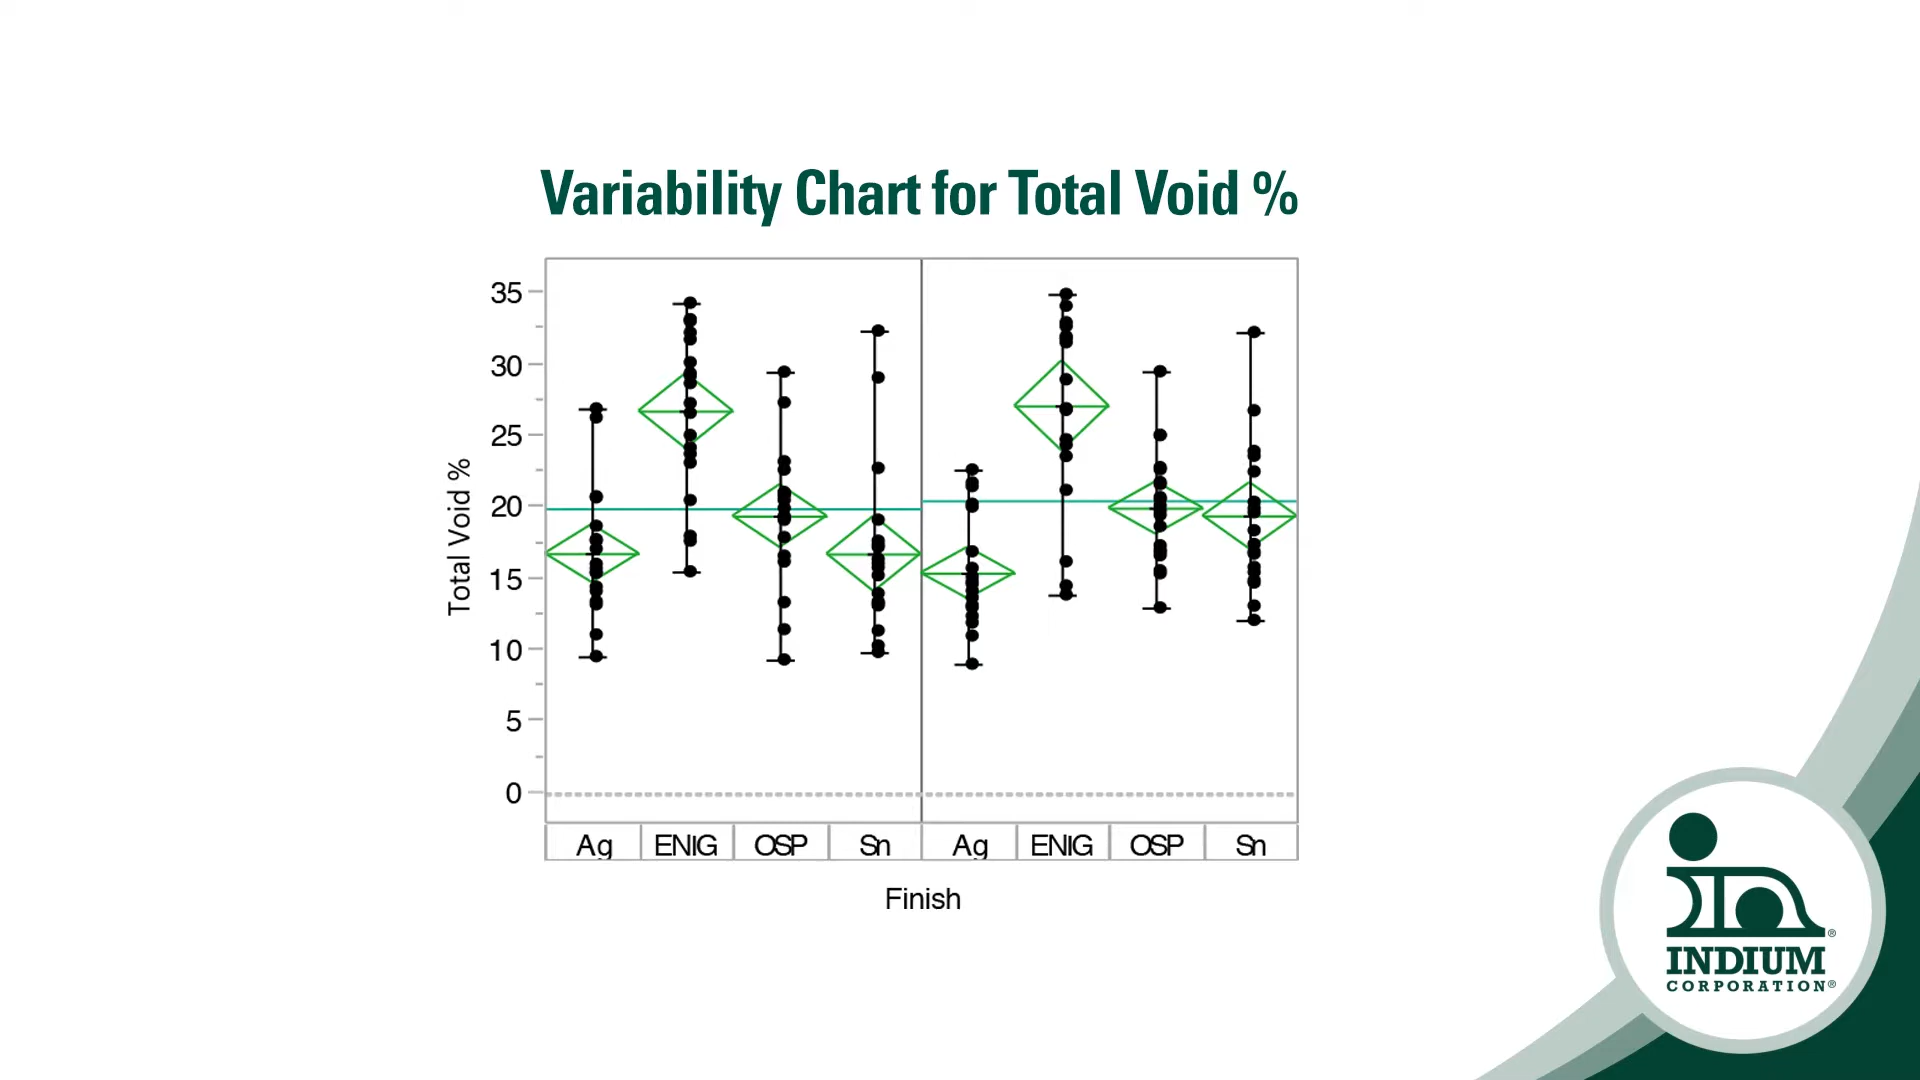 Variability Chart for Total Void %
Total Void %
35
30
25
20
15
10
5
0
Ag ENIG OSP Sn Ag ENIG OSP Sn
Finish
INDIUM
CORPORATION®